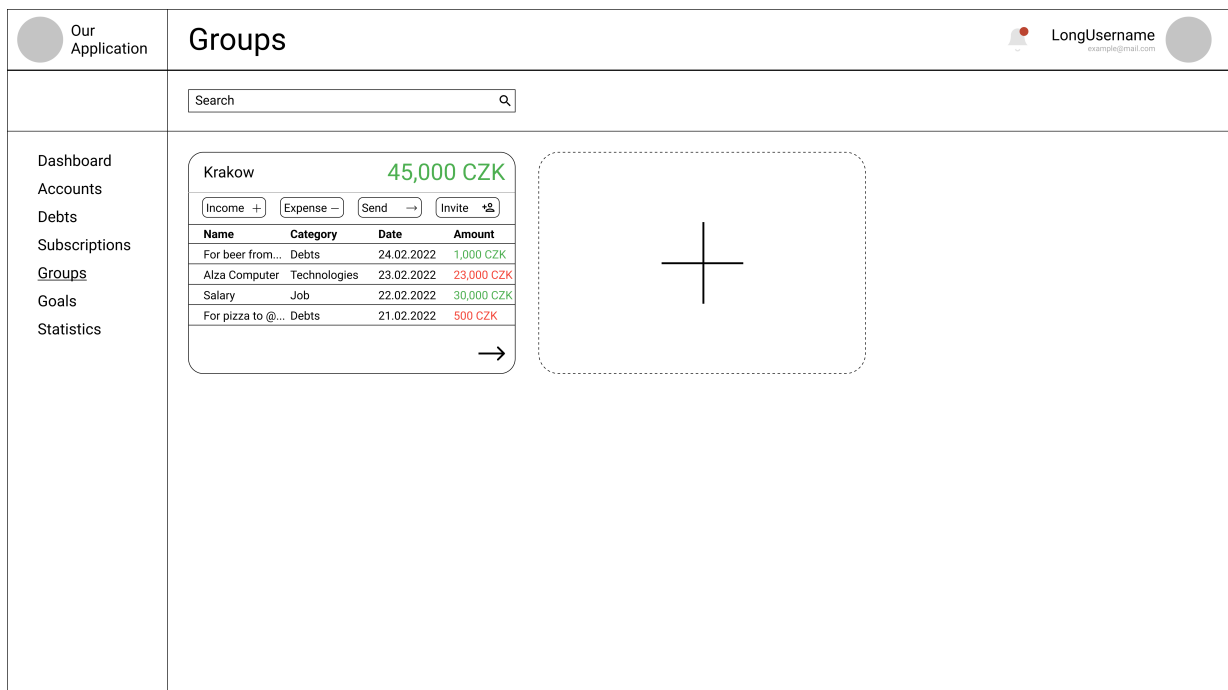 Our
Application
Groups
LongUsername
example@mail.com
Search
Dashboard
Accounts
Debts
Subscriptions
Groups
Goals
Statistics
Krakow 45,000 CZK
Income + Expense – Send → Invite
Name Category Date Amount
For beer from... Debts 24.02.2022 1,000 CZK
Alza Computer Technologies 23.02.2022 23,000 CZK
Salary Job 22.02.2022 30,000 CZK
For pizza to @... Debts 21.02.2022 500 CZK